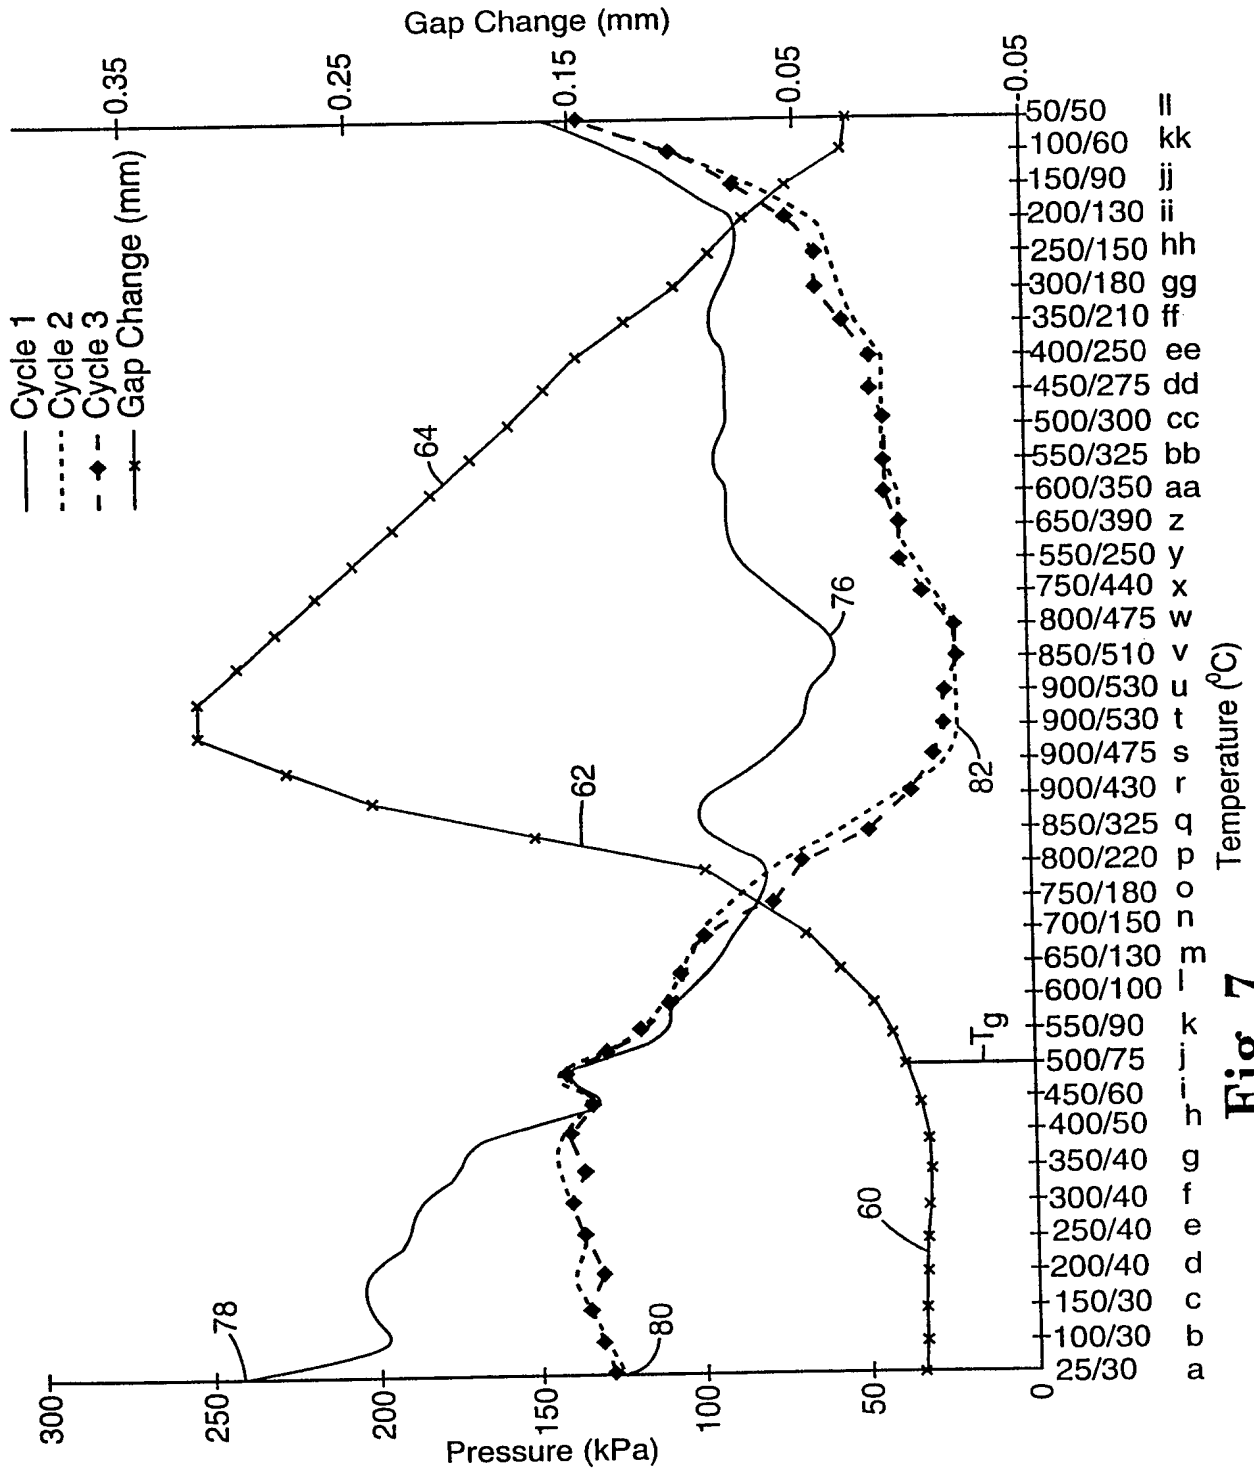 Gap Change (mm)
0.35
0.25
0.15
0.05
-0.05
Cycle 1
Cycle 2
Cycle 3
Gap Change (mm)
64
76
62
82
60
78
80
Tg
300
250
200
150
100
50
0
Pressure (kPa)
25/30 a
100/30 b
150/30 c
200/40 d
250/40 e
300/40 f
350/40 g
400/50 h
450/60 i
500/75 j
550/90 k
600/100 l
650/130 m
700/150 n
750/180 o
800/220 p
850/325 q
900/430 r
900/475 s
900/530 t
900/530 u
850/510 v
800/475 w
750/440 x
550/250 y
650/390 z
600/350 aa
550/325 bb
500/300 cc
450/275 dd
400/250 ee
350/210 ff
300/180 gg
250/150 hh
200/130 ii
150/90 jj
100/60 kk
50/50 ll
Temperature (⁰C)
Fig. 7